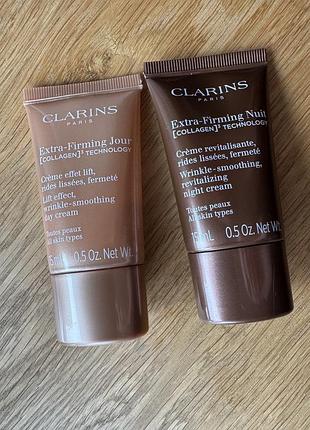 CLARINS
PARIS
Extra-Firming Jour
[COLLAGEN]³ TECHNOLOGY
Crème effet lift,
rides lissées, fermeté
Lift effect,
wrinkle-smoothing
day cream
Toutes peaux
All skin types
15mL 0.5 Oz. Net Wt.
CLARINS
PARIS
Extra-Firming Nuit
[COLLAGEN]³ TECHNOLOGY
Crème revitalisante,
rides lissées, fermeté
Wrinkle-smoothing,
revitalizing
night cream
Toutes peaux
All skin types
15mL 0.5 Oz. Net Wt.